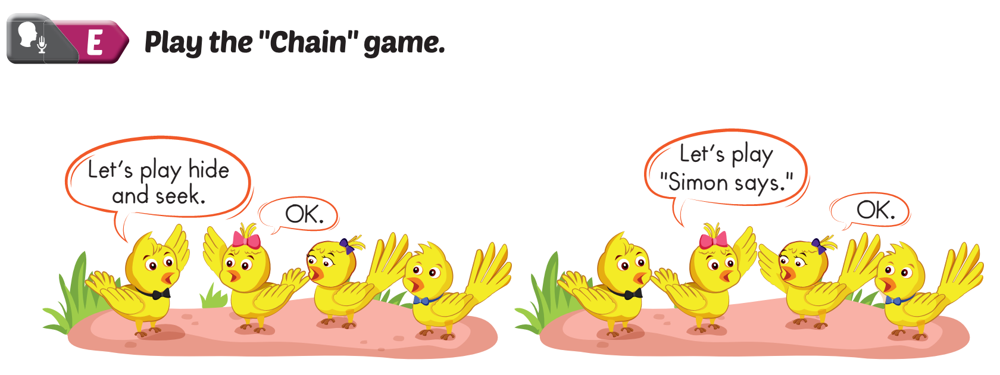 E
Play the "Chain" game.
Let's play hide
and seek.
OK.
Let's play
"Simon says."
OK.